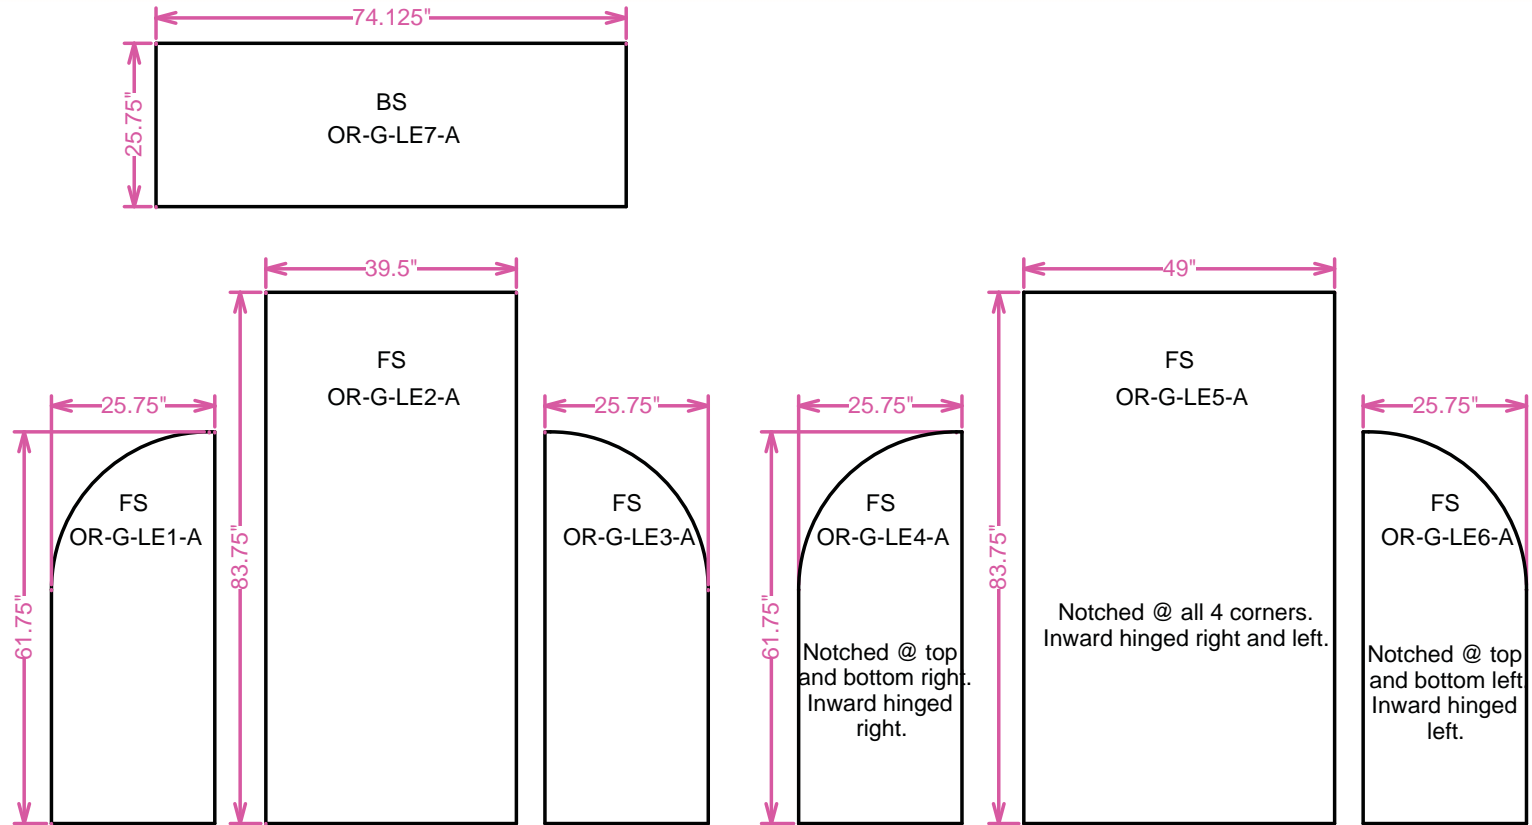 74.125"
25.75"
BS
OR-G-LE7-A
39.5"
49"
FS
OR-G-LE2-A
FS
OR-G-LE5-A
25.75"
25.75"
25.75"
25.75"
FS
OR-G-LE1-A
FS
OR-G-LE3-A
FS
OR-G-LE4-A
FS
OR-G-LE6-A
61.75"
83.75"
61.75"
83.75"
Notched @ top
and bottom right.
Inward hinged
right.
Notched @ all 4 corners.
Inward hinged right and left.
Notched @ top
and bottom left.
Inward hinged
left.